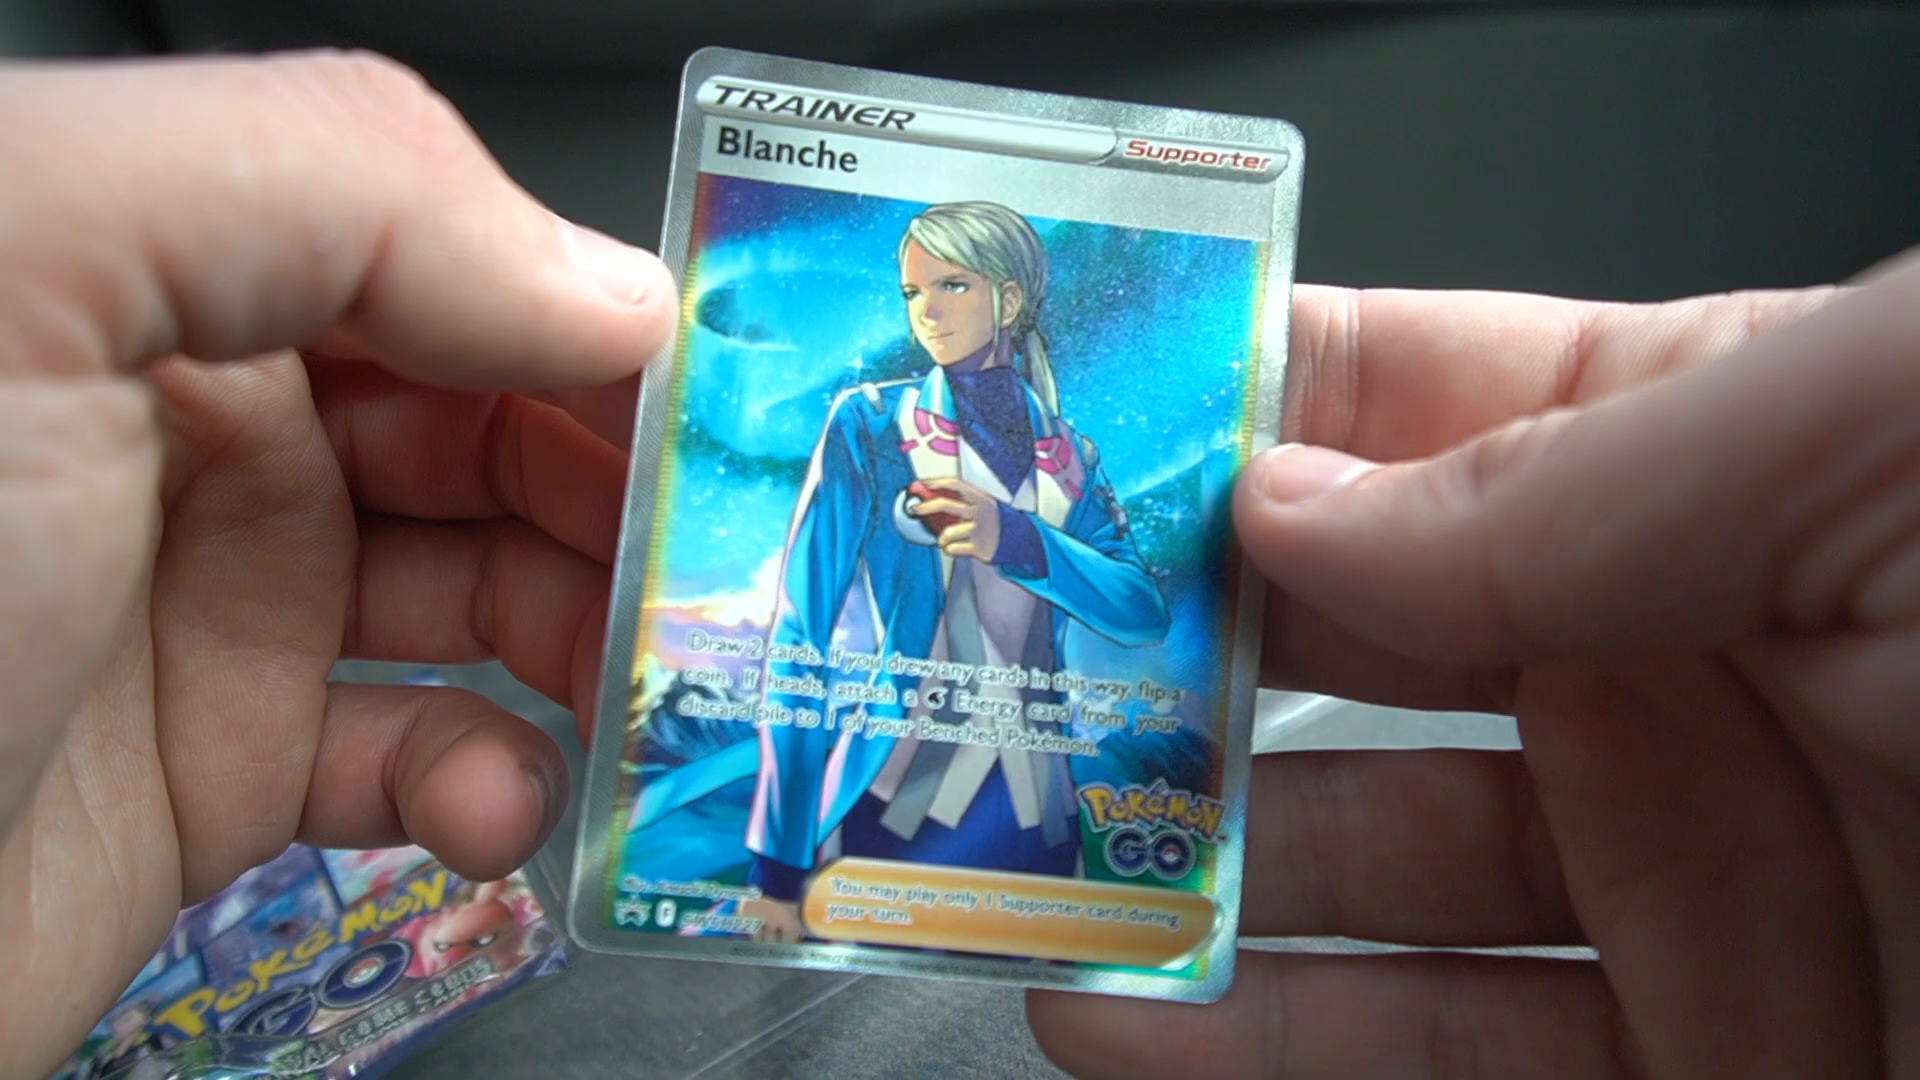 TRAINER
Supporter
Blanche
Draw 2 cards. If you drew any cards in this way, flip a
coin. If heads, attach a Energy card from your
discard pile to 1 of your Benched Pokémon.
POKéMON
GO
You may play only 1 Supporter card during
your turn.
F SWSH227
POKéMON
GO